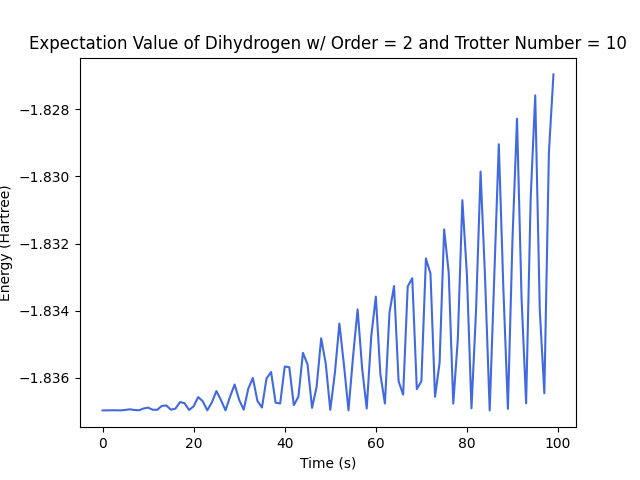 Expectation Value of Dihydrogen w/ Order = 2 and Trotter Number = 10
Energy (Hartree)
−1.828
−1.830
−1.832
−1.834
−1.836
0 20 40 60 80 100
Time (s)